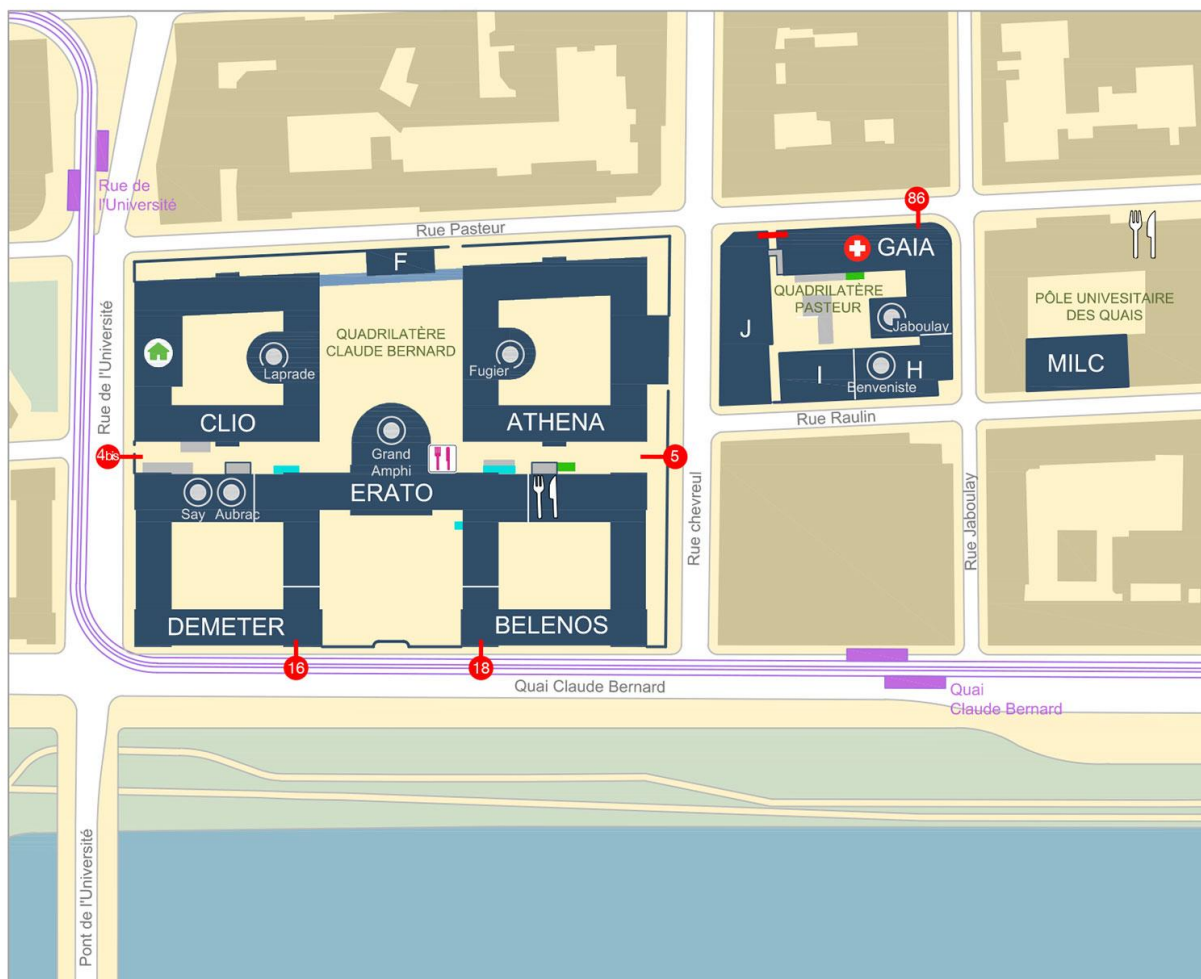 86
Rue de
l'Université
Rue Pasteur
F
GAIA
QUADRILATÈRE
PASTEUR
PÔLE UNIVESITAIRE
DES QUAIS
Jaboulay
J
QUADRILATÈRE
CLAUDE BERNARD
Rue de l'Université
Laprade
Fugier
I
H
Benveniste
MILC
CLIO
ATHENA
Rue Raulin
4bis
Grand
Amphi
5
ERATO
Say
Aubrac
Rue chevreul
Rue Jaboulay
DEMETER
BELENOS
16
18
Quai Claude Bernard
Quai
Claude Bernard
Pont de l'Université